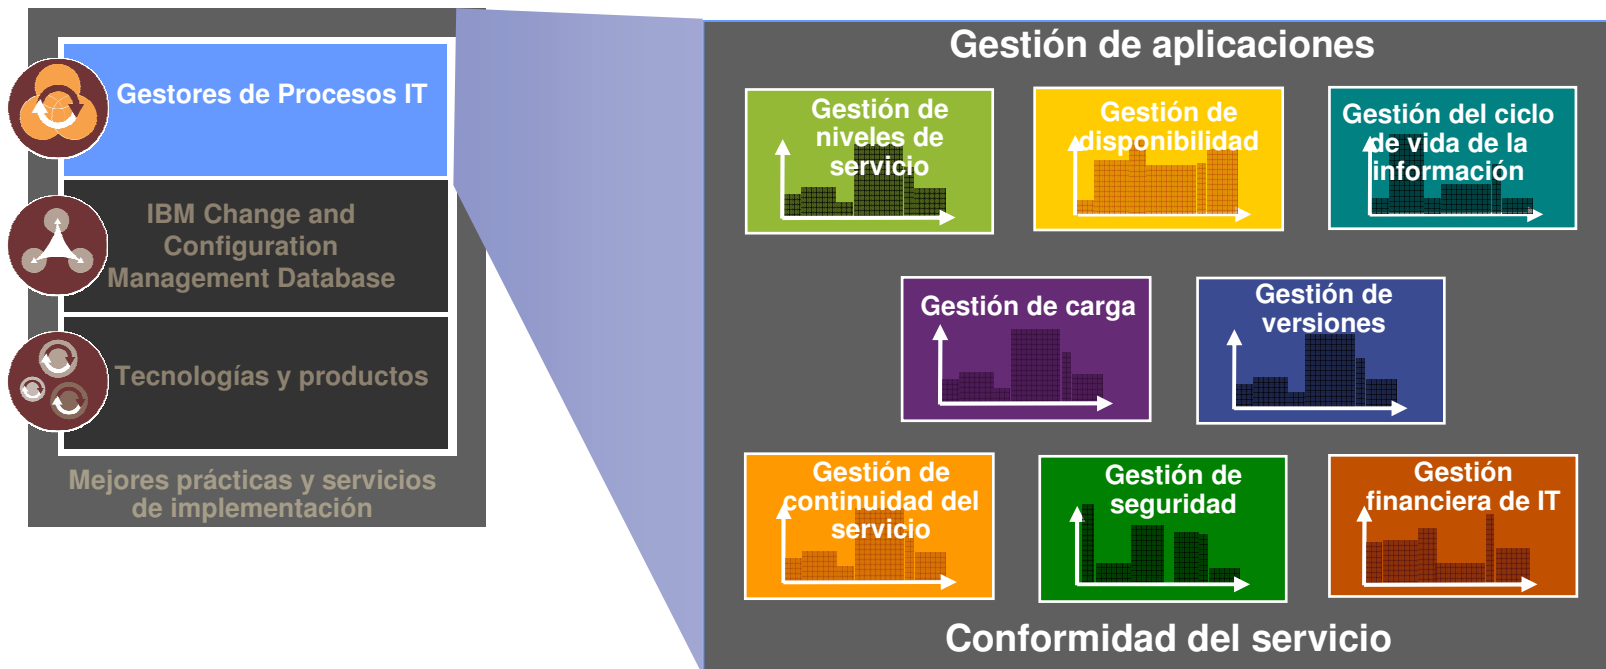 Gestores de Procesos IT
IBM Change and
Configuration
Management Database
Tecnologías y productos
Mejores prácticas y servicios
de implementación
Gestión de aplicaciones
Gestión de
niveles de
servicio
Gestión de
disponibilidad
Gestión del ciclo
de vida de la
información
Gestión de carga
Gestión de
versiones
Gestión de
continuidad del
servicio
Gestión de
seguridad
Gestión
financiera de IT
Conformidad del servicio